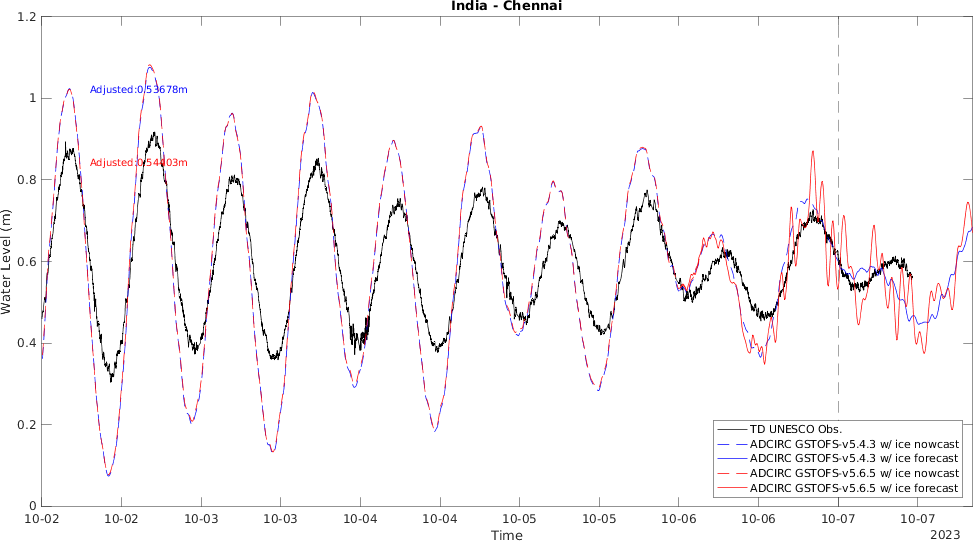 India - Chennai
1.2
1
0.8
0.6
0.4
0.2
0
Water Level (m)
Adjusted:0.53678m
Adjusted:0.54403m
TD UNESCO Obs.
ADCIRC GSTOFS-v5.4.3 w/ ice nowcast
ADCIRC GSTOFS-v5.4.3 w/ ice forecast
ADCIRC GSTOFS-v5.6.5 w/ ice nowcast
ADCIRC GSTOFS-v5.6.5 w/ ice forecast
10-02 10-02 10-03 10-03 10-04 10-04 10-05 10-05 10-06 10-06 10-07 10-07
Time
2023